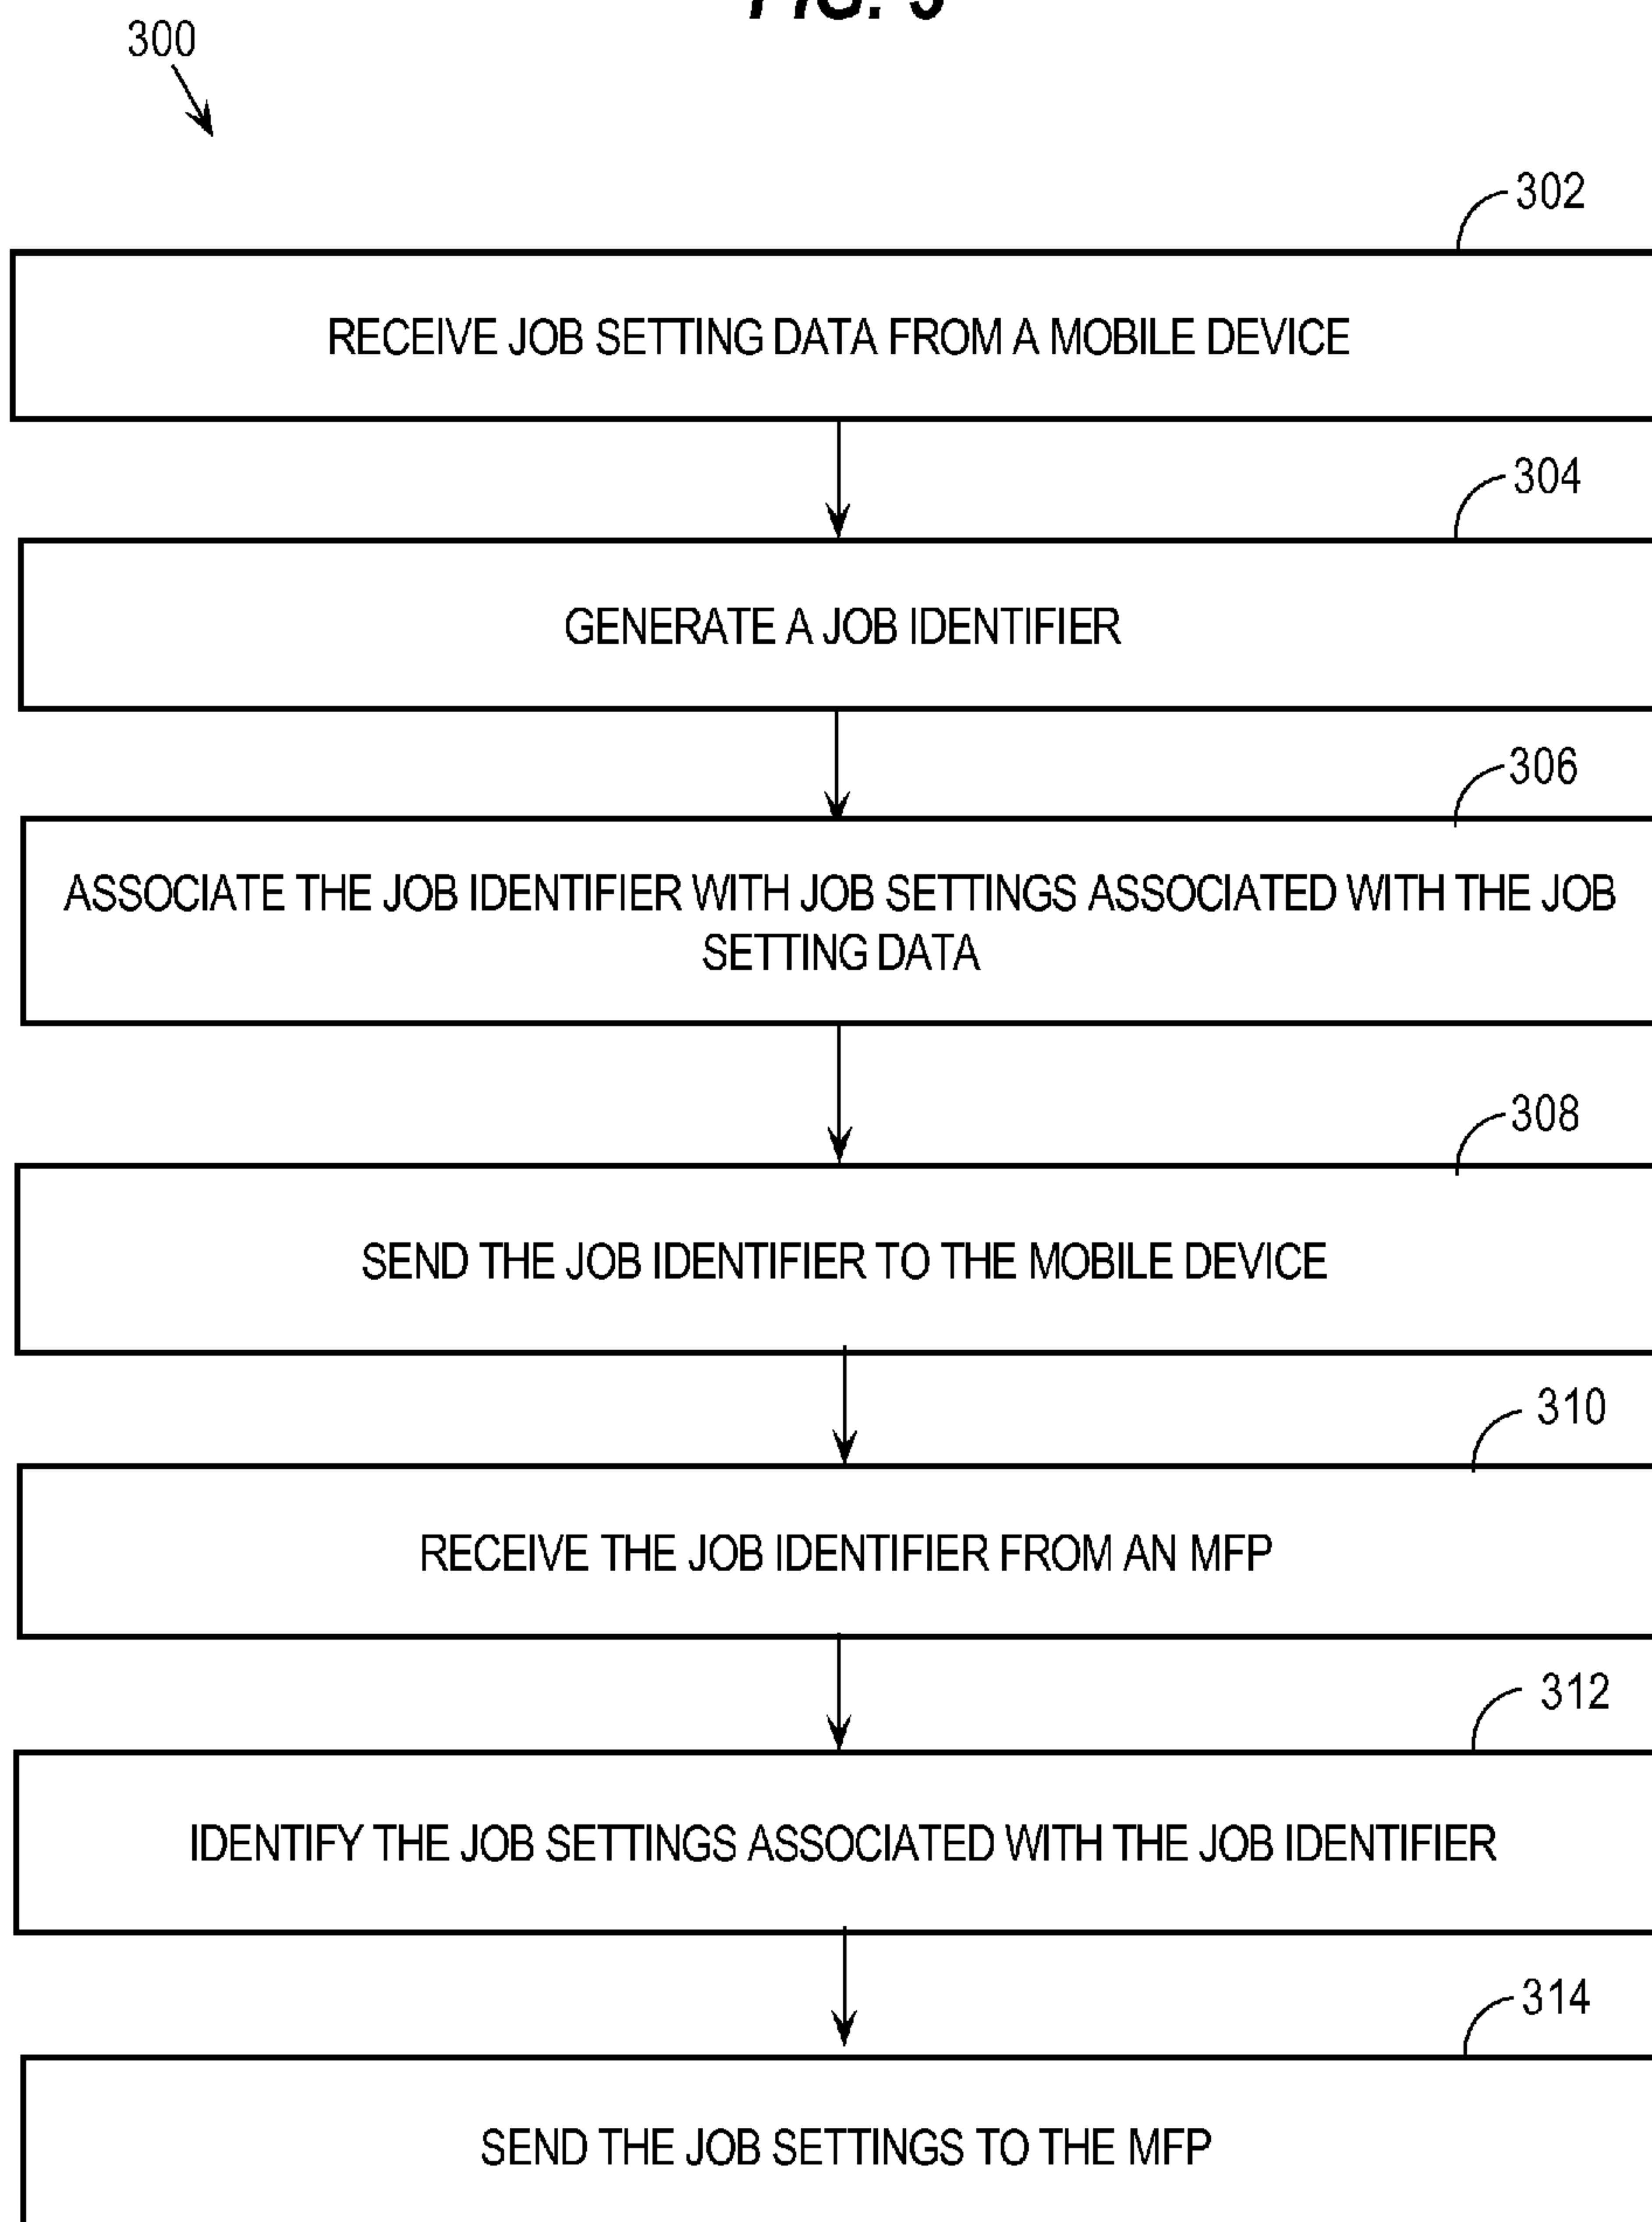 FIG. 3
300
302
RECEIVE JOB SETTING DATA FROM A MOBILE DEVICE
304
GENERATE A JOB IDENTIFIER
306
ASSOCIATE THE JOB IDENTIFIER WITH JOB SETTINGS ASSOCIATED WITH THE JOB
SETTING DATA
308
SEND THE JOB IDENTIFIER TO THE MOBILE DEVICE
310
RECEIVE THE JOB IDENTIFIER FROM AN MFP
312
IDENTIFY THE JOB SETTINGS ASSOCIATED WITH THE JOB IDENTIFIER
314
SEND THE JOB SETTINGS TO THE MFP